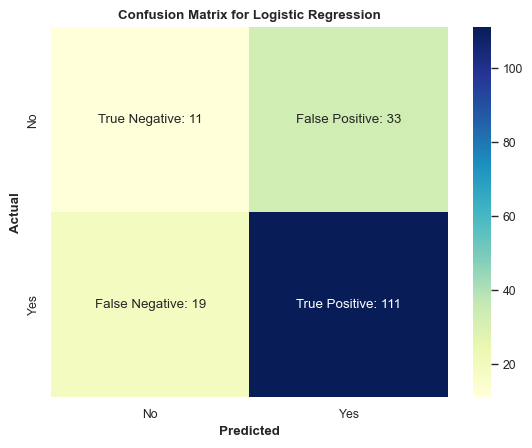 Confusion Matrix for Logistic Regression
True Negative: 11
False Positive: 33
False Negative: 19
True Positive: 111
No
Yes
Actual
No
Yes
Predicted
100
80
60
40
20